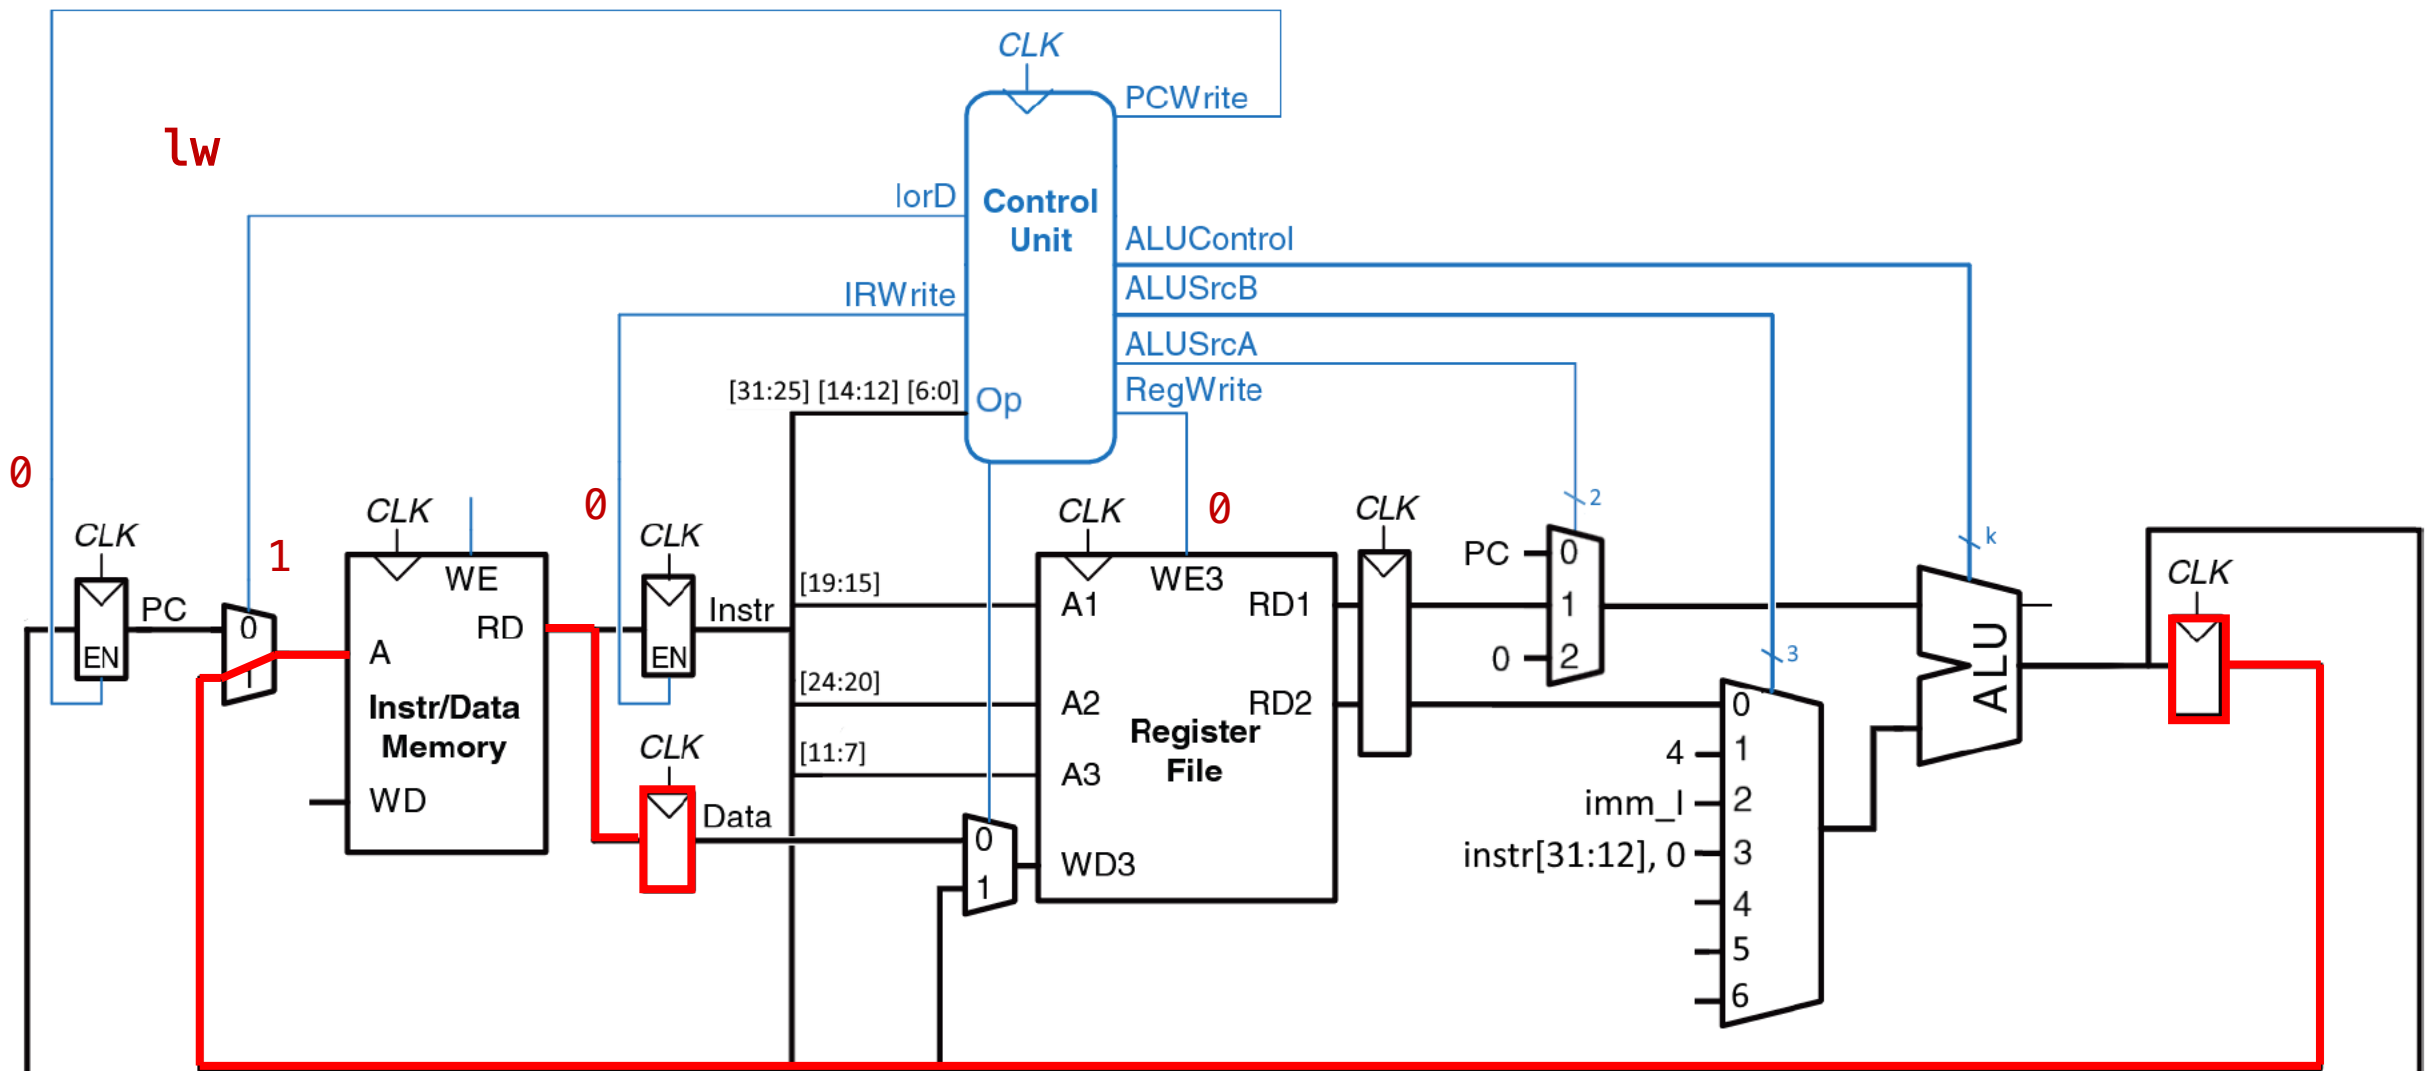 CLK
PCWrite
lw
IorD
Control
Unit
ALUControl
IRWrite
ALUSrcB
ALUSrcA
[31:25] [14:12] [6:0]
Op
RegWrite
0
1
0
0
2
k
3
CLK
CLK
CLK
CLK
CLK
CLK
PC
EN
0
1
WE
RD
A
Instr/Data
Memory
WD
EN
Instr
[19:15]
[24:20]
[11:7]
CLK
Data
0
1
WE3
A1
RD1
A2
RD2
Register
File
A3
WD3
PC
0
1
0
2
0
4
1
imm_I
2
instr[31:12], 0
3
4
5
6
ALU